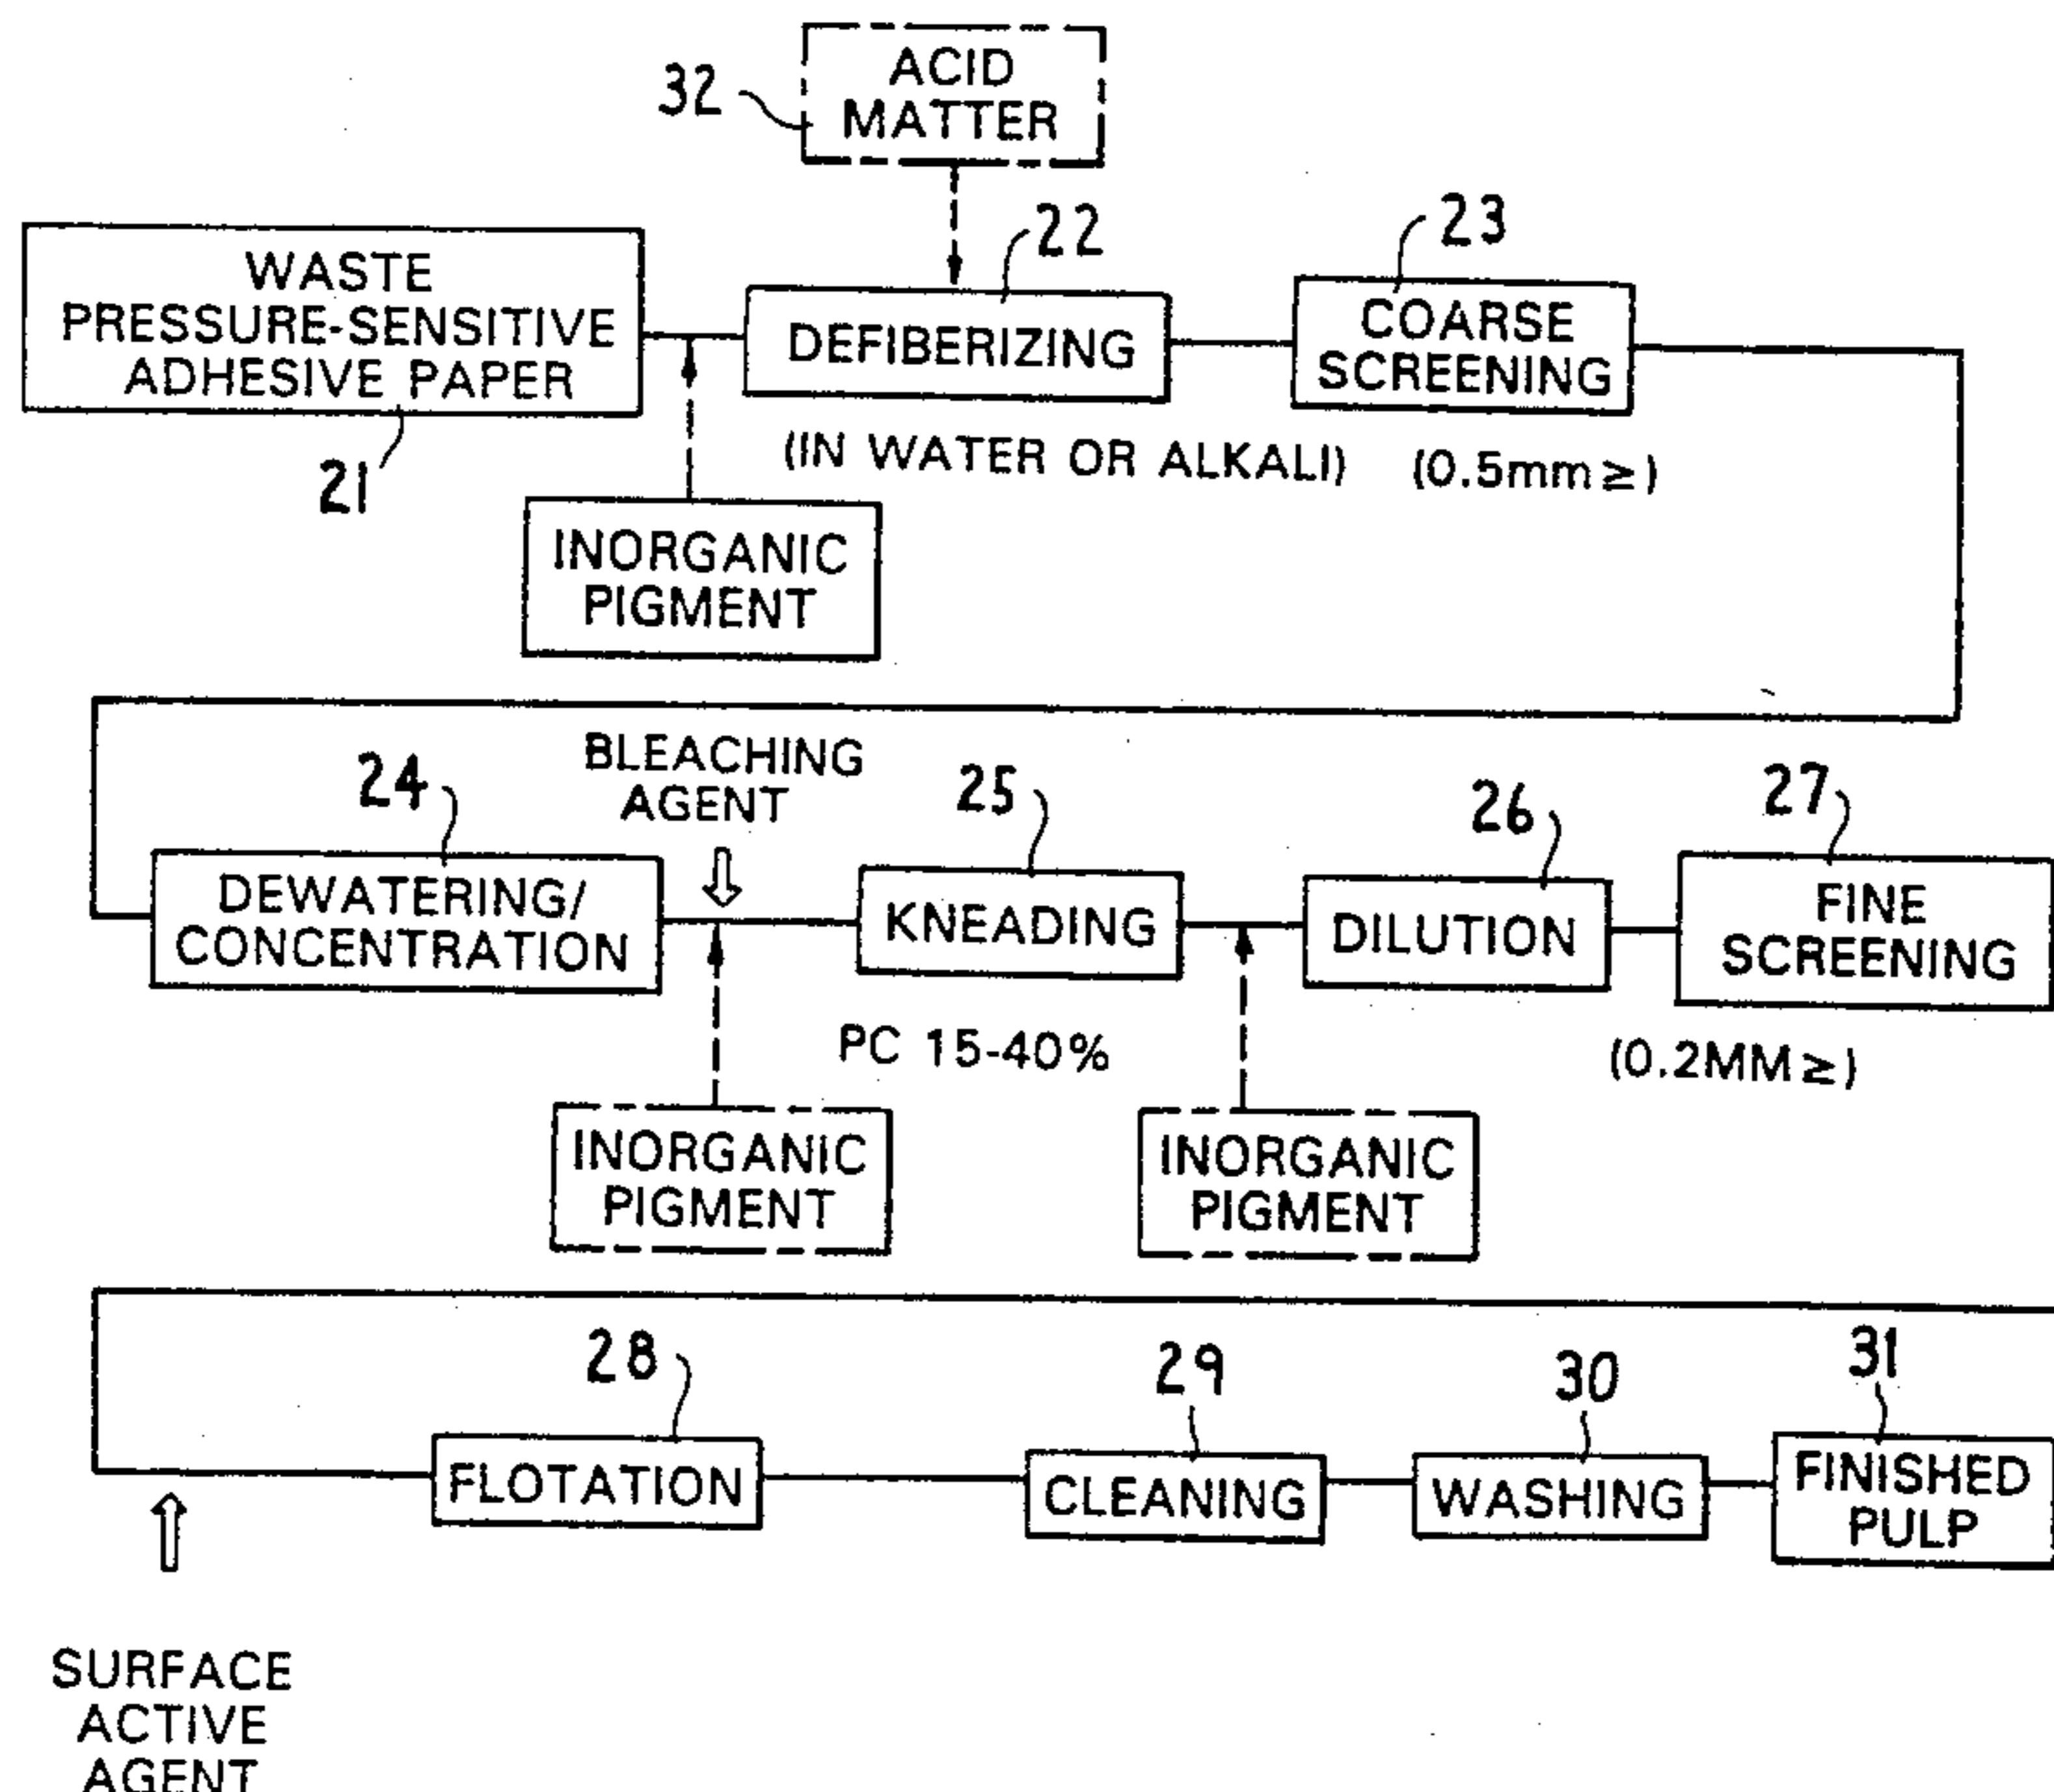 ACID
MATTER
32
22
23
WASTE
PRESSURE-SENSITIVE
ADHESIVE PAPER
DEFIBERIZING
COARSE
SCREENING
21
(IN WATER OR ALKALI)
(0.5mm≥)
INORGANIC
PIGMENT
24
BLEACHING
AGENT
25
26
27
DEWATERING/
CONCENTRATION
KNEADING
DILUTION
FINE
SCREENING
PC 15-40%
(0.2MM≥)
INORGANIC
PIGMENT
INORGANIC
PIGMENT
28
29
30
31
FLOTATION
CLEANING
WASHING
FINISHED
PULP
SURFACE
ACTIVE
AGENT